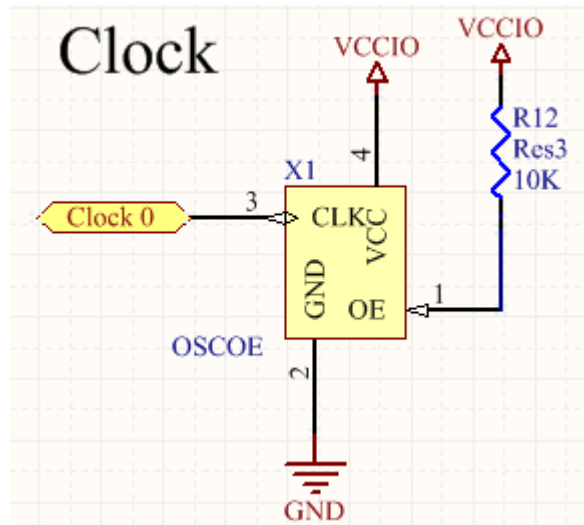 Clock
VCCIO
VCCIO
R12
Res3
10K
4
X1
3
Clock 0
CLK
VCC
GND
OE
1
OSCOE
2
GND